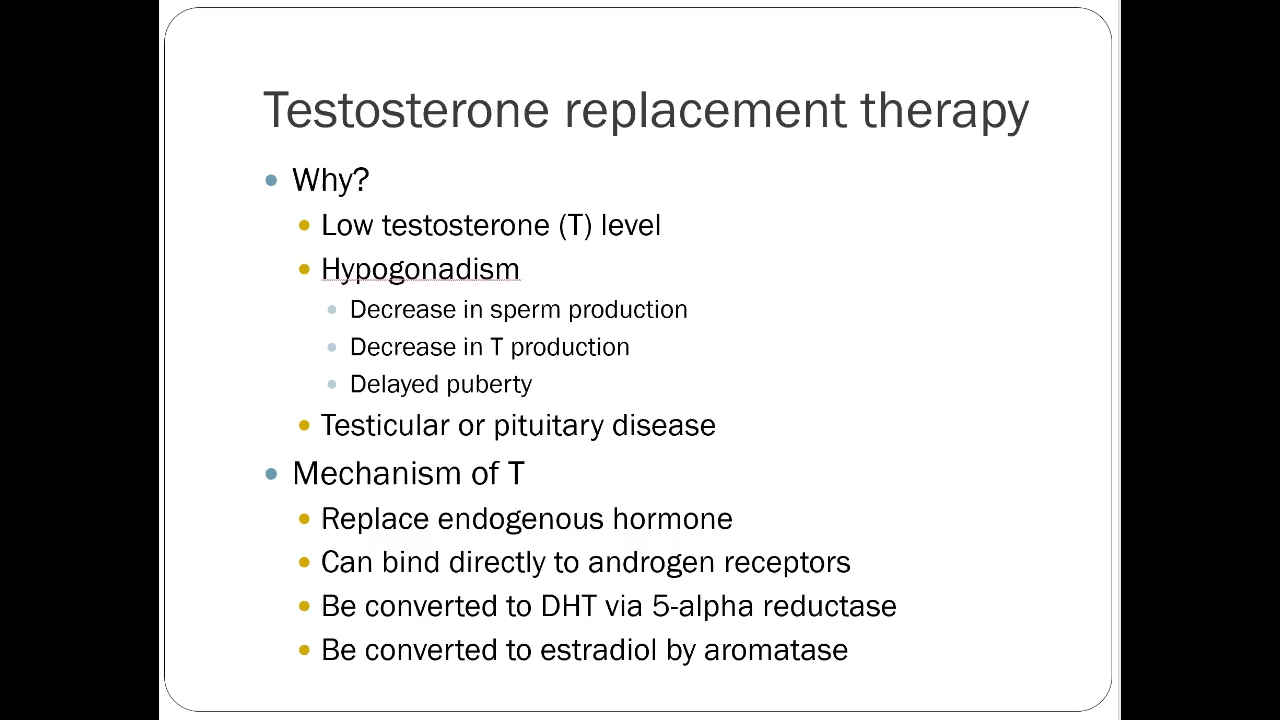 Testosterone replacement therapy
Why?
Low testosterone (T) level
Hypogonadism
Decrease in sperm production
Decrease in T production
Delayed puberty
Testicular or pituitary disease
Mechanism of T
Replace endogenous hormone
Can bind directly to androgen receptors
Be converted to DHT via 5-alpha reductase
Be converted to estradiol by aromatase